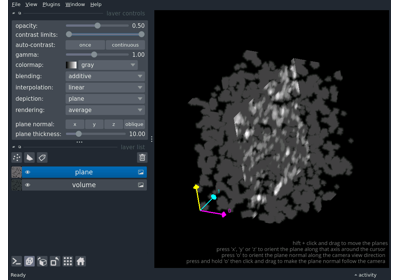 File View Plugins Window Help
layer controls
opacity: 0.50
contrast limits:
auto-contrast: once continuous
gamma: 1.00
colormap: gray
blending: additive
interpolation: linear
depiction: plane
rendering: average
plane normal: x y z oblique
plane thickness: 10.00
layer list
plane
volume
shift + click and drag to move the planes
press 'x', 'y' or 'z' to orient the plane along that axis around the cursor
press 'o' to orient the plane normal along the camera view direction
press and hold 'o' then click and drag to make the plane normal follow the camera
Ready
activity